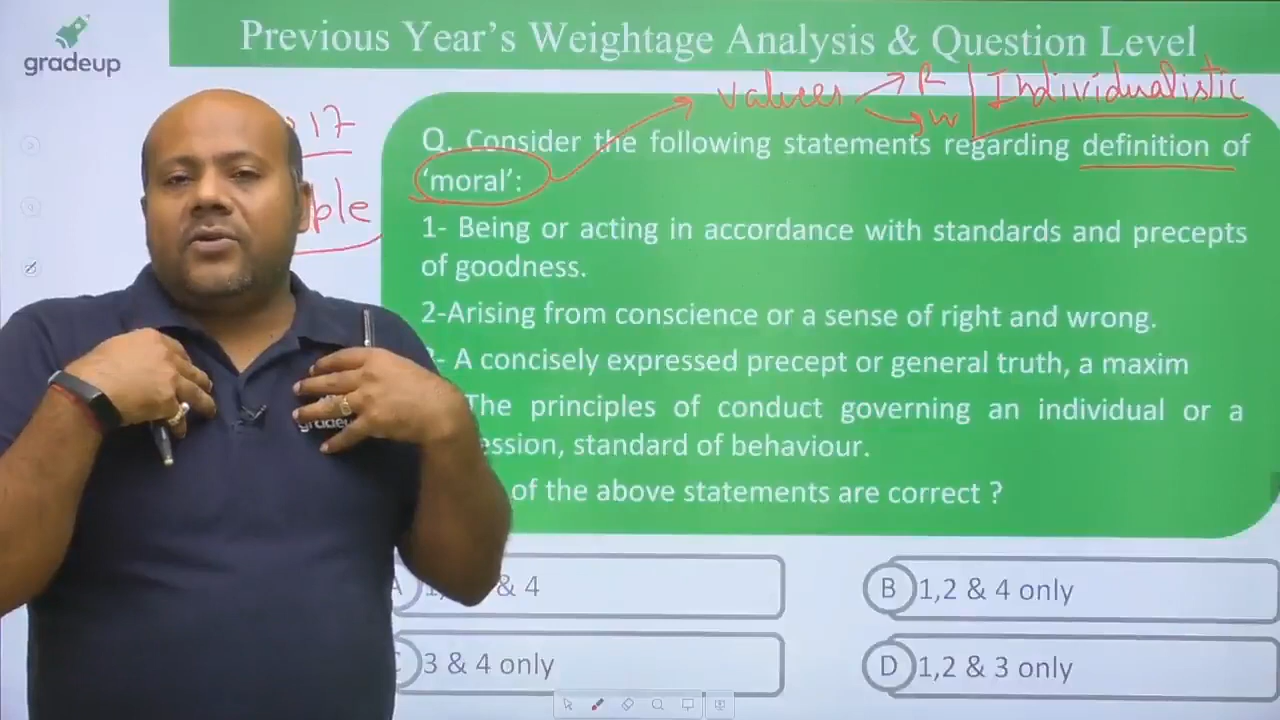 gradeup
Previous Year's Weightage Analysis & Question Level
values R
W
Individualistic
17
Q. Consider the following statements regarding definition of
'moral':
1- Being or acting in accordance with standards and precepts
of goodness.
2-Arising from conscience or a sense of right and wrong.
A concisely expressed precept or general truth, a maxim
The principles of conduct governing an individual or a
standard of behaviour.
of the above statements are correct ?
& 4
B 1,2 & 4 only
3 & 4 only
D 1,2 & 3 only